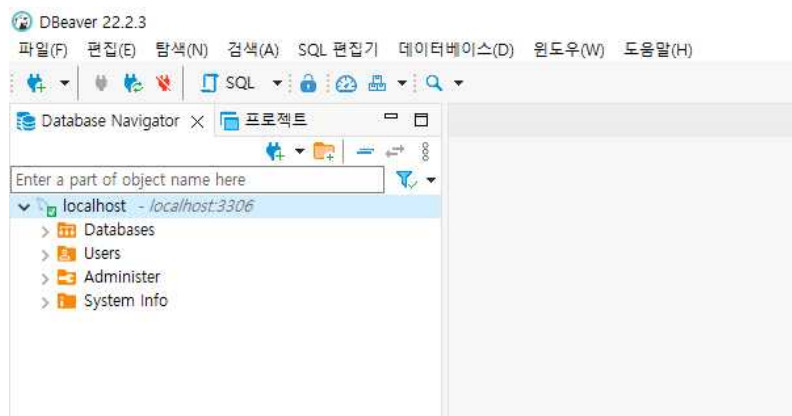 DBeaver 22.2.3
파일(F) 편집(E) 탐색(N) 검색(A) SQL 편집기 데이터베이스(D) 윈도우(W) 도움말(H)
SQL
Database Navigator 프로젝트
Enter a part of object name here
localhost - localhost:3306
Databases
Users
Administer
System Info